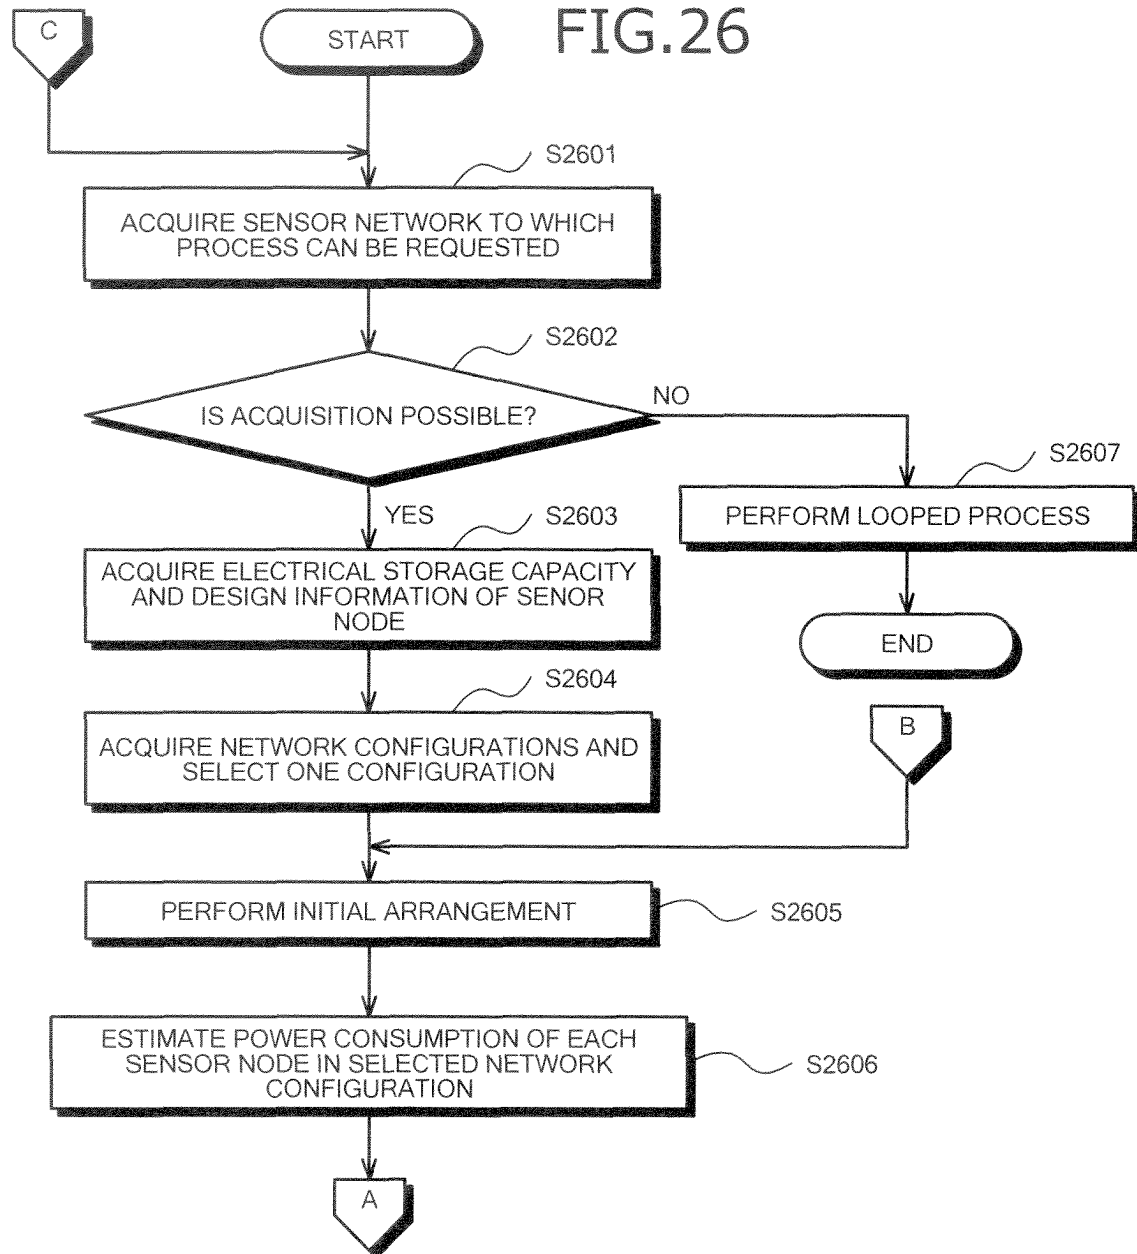 C
START
FIG.26
S2601
ACQUIRE SENSOR NETWORK TO WHICH
PROCESS CAN BE REQUESTED
S2602
IS ACQUISITION POSSIBLE?
NO
S2607
PERFORM LOOPED PROCESS
END
YES
S2603
ACQUIRE ELECTRICAL STORAGE CAPACITY
AND DESIGN INFORMATION OF SENOR
NODE
S2604
ACQUIRE NETWORK CONFIGURATIONS AND
SELECT ONE CONFIGURATION
B
PERFORM INITIAL ARRANGEMENT
S2605
ESTIMATE POWER CONSUMPTION OF EACH
SENSOR NODE IN SELECTED NETWORK
CONFIGURATION
S2606
A